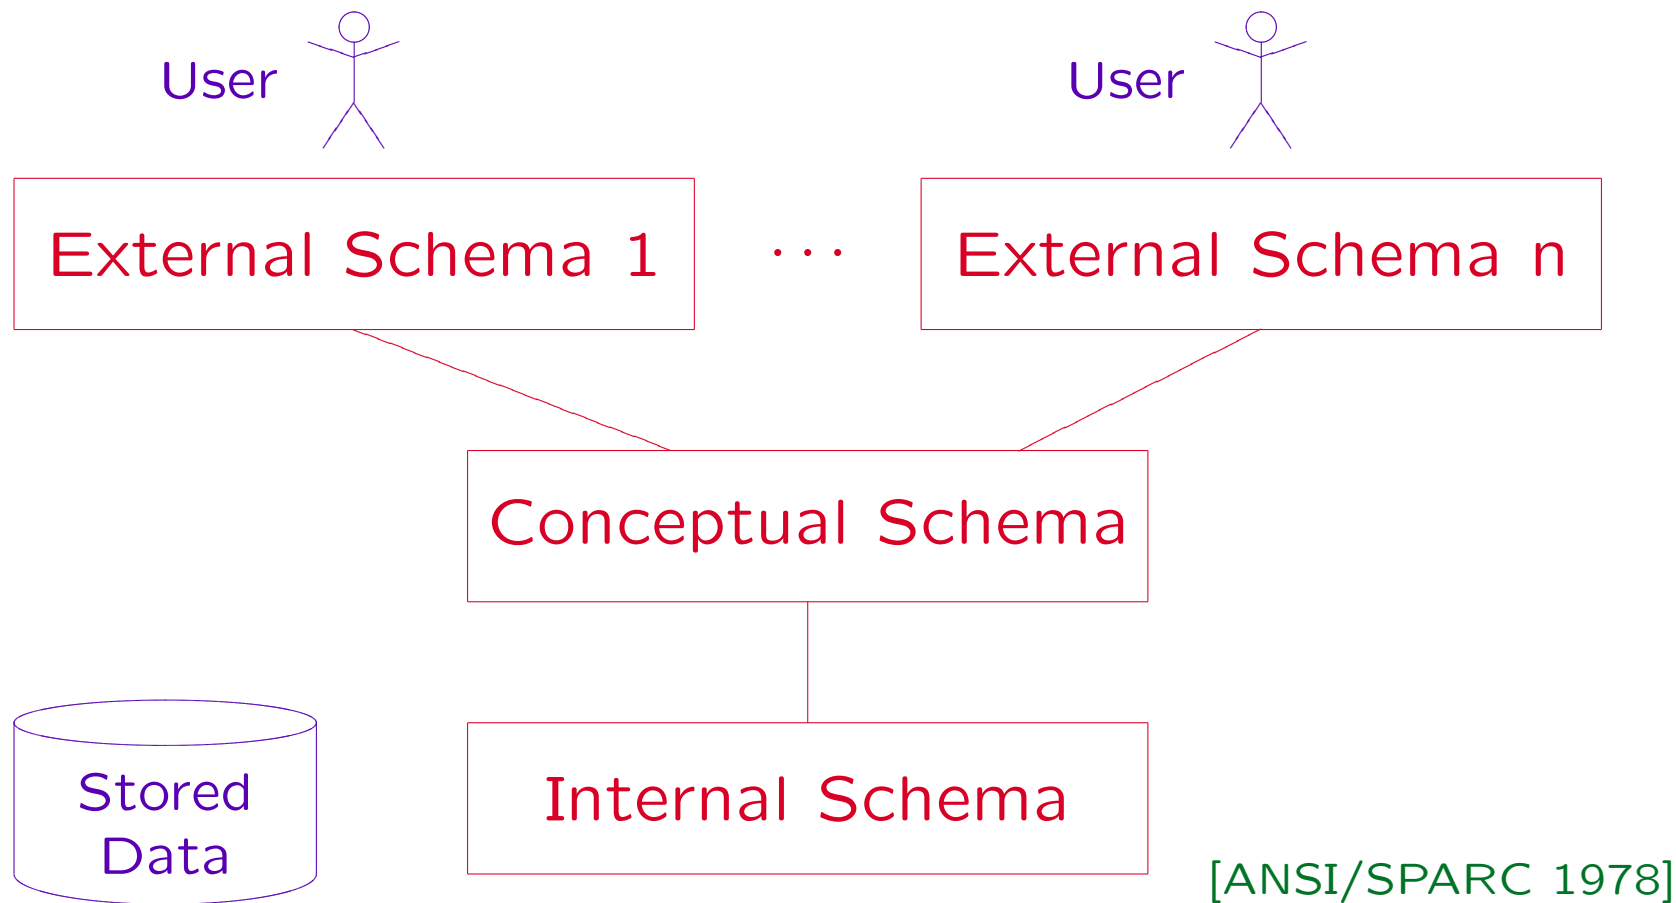 User
User
External Schema 1
· · ·
External Schema n
Conceptual Schema
Stored
Data
Internal Schema
[ANSI/SPARC 1978]